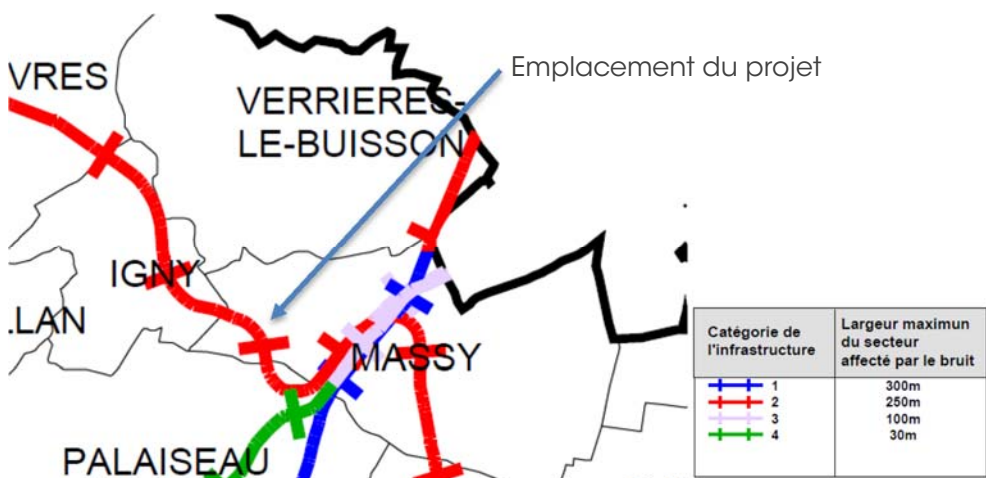 Emplacement du projet
VRES
VERRIERES-
LE-BUISSON
IGNY
LLAN
MASSY
PALAISEAU
Catégorie de
l'infrastructure
Largeur maximun
du secteur
affecté par le bruit
1 300m
2 250m
3 100m
4 30m